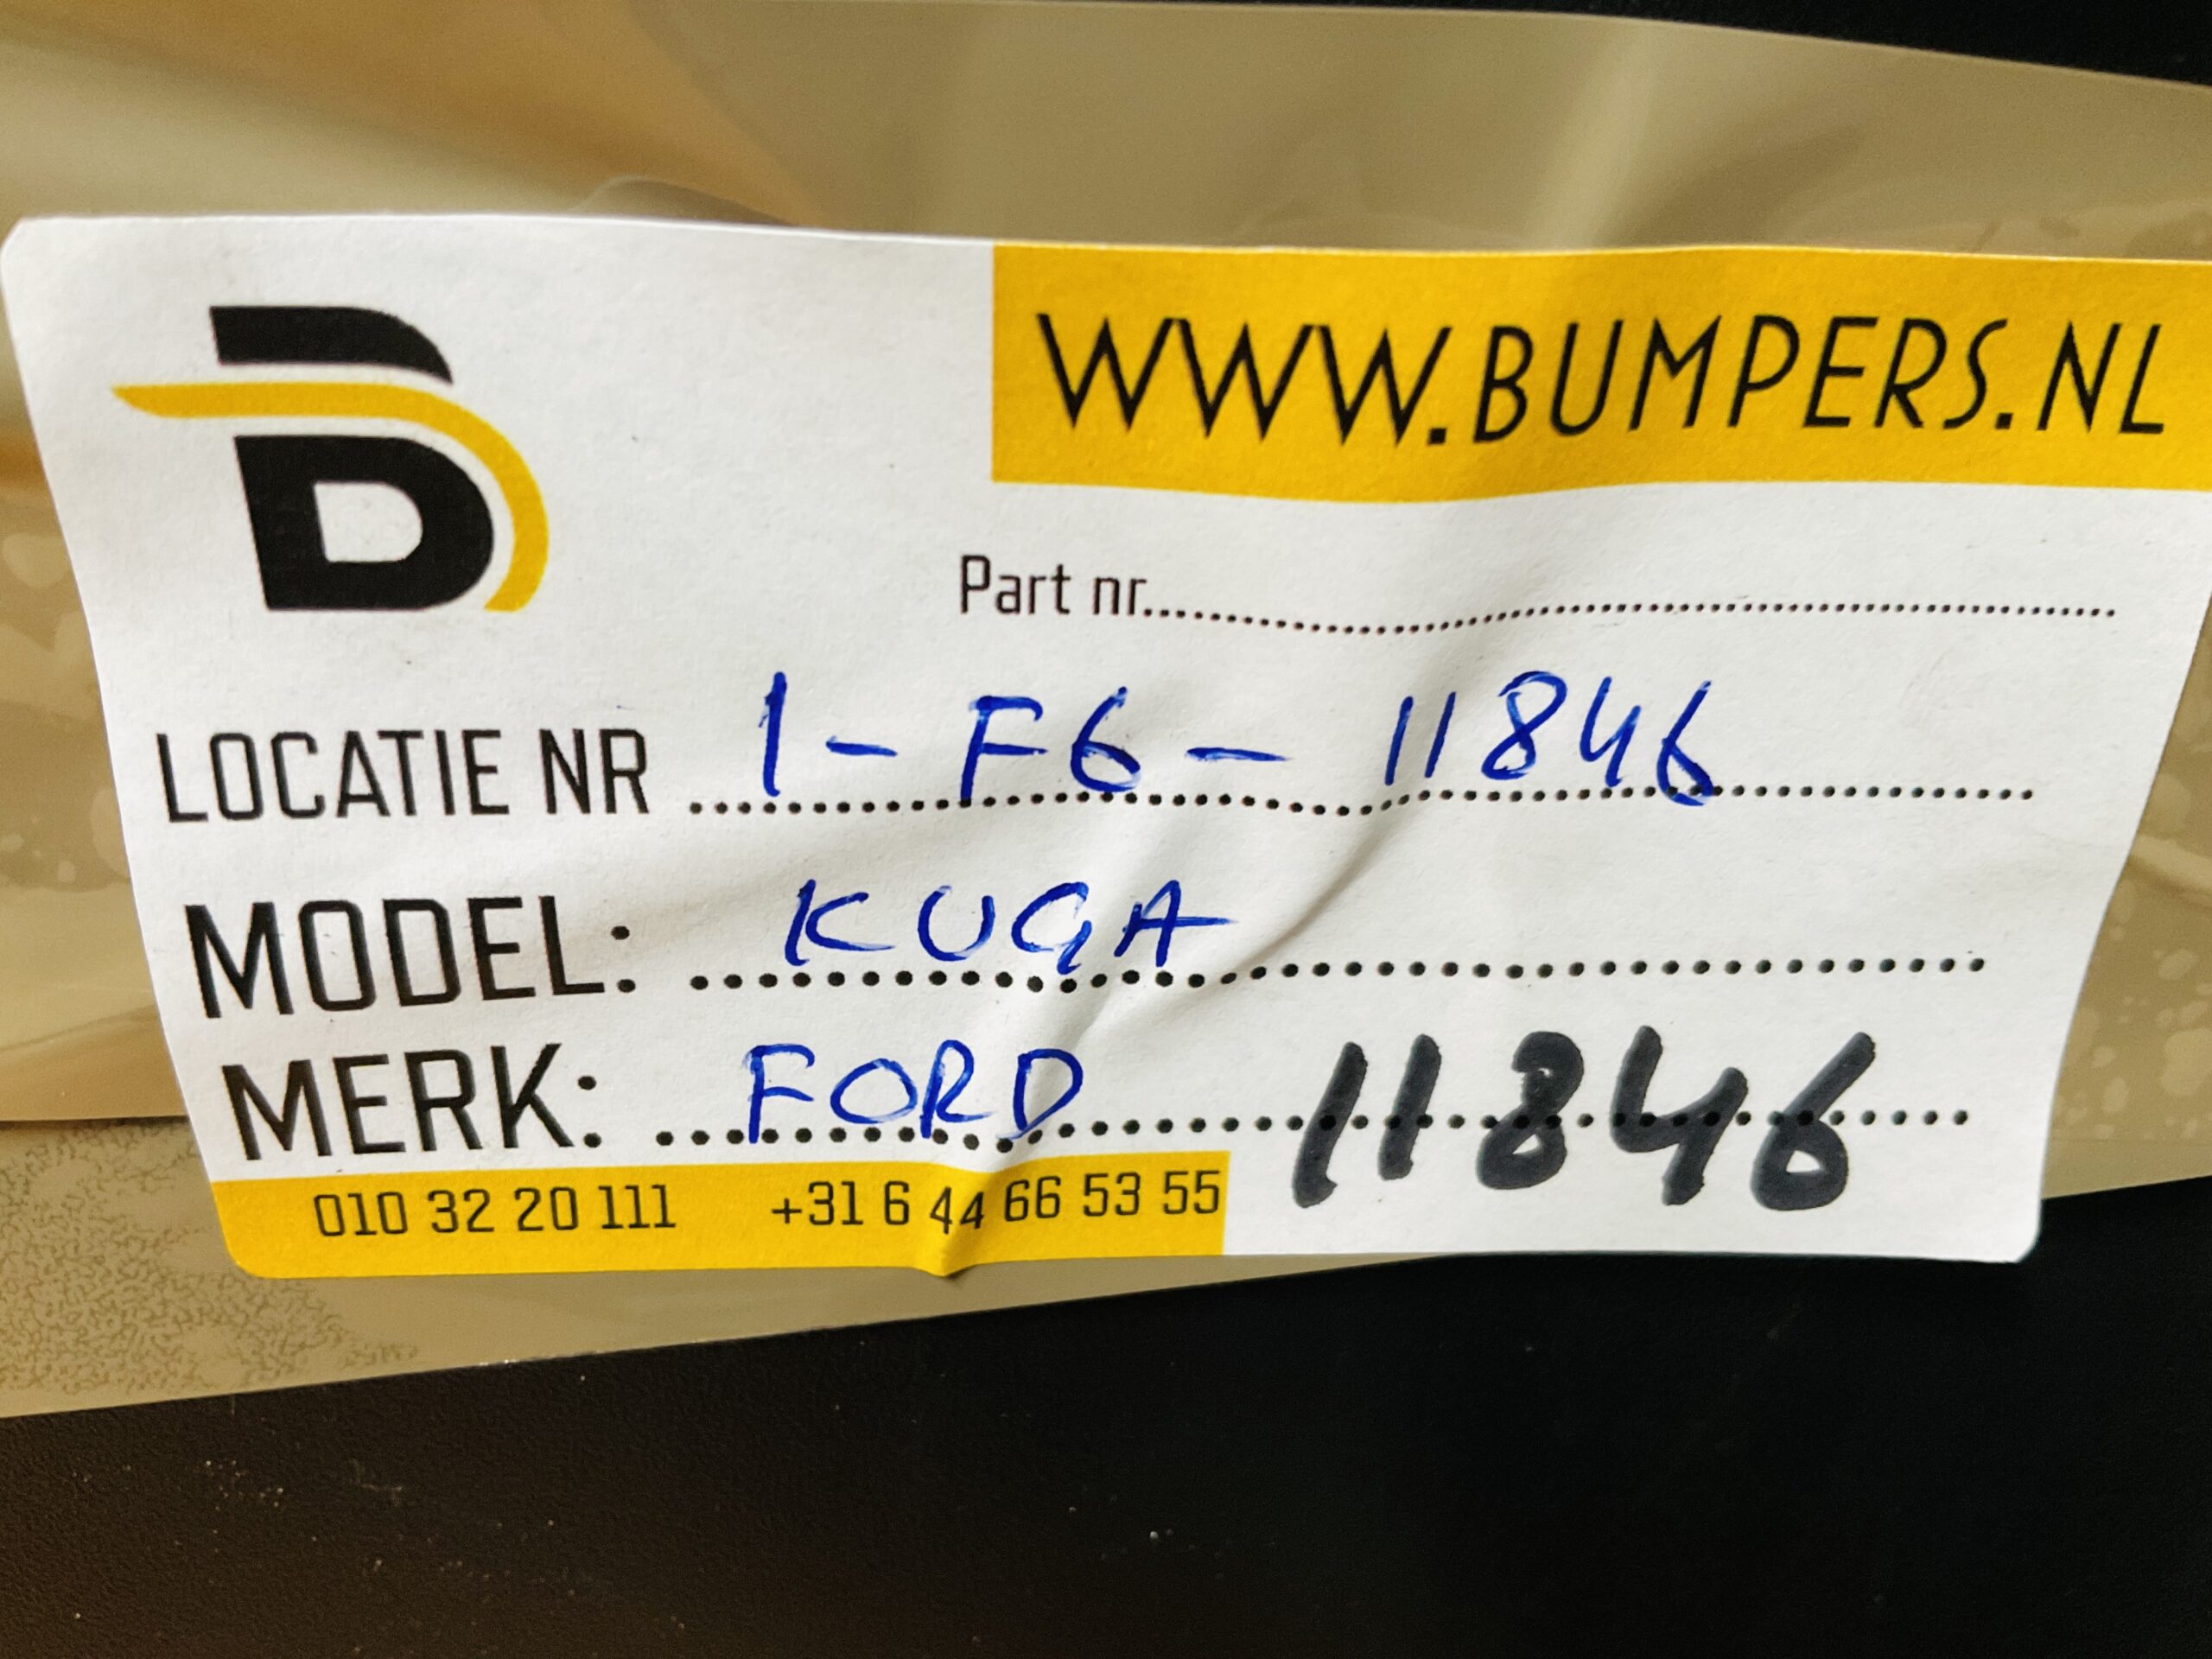 WWW.BUMPERS.NL
Part nr.......................................................
LOCATIE NR 1-F6-11846
MODEL: KUGA
MERK: FORD 11846
010 32 20 111 +31 6 44 66 53 55